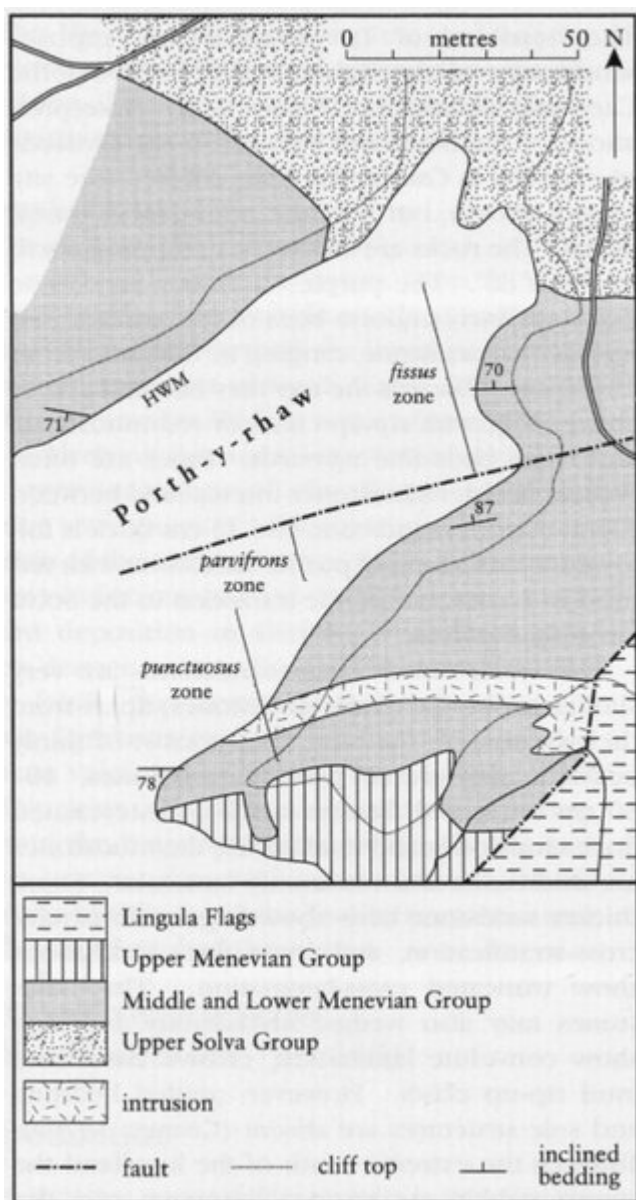 0 metres 50 N
fissus
zone
70
HWM
71
Porth-y-rhaw
87
parvifrons
zone
punctuosus
zone
78
Lingula Flags
Upper Menevian Group
Middle and Lower Menevian Group
Upper Solva Group
intrusion
fault cliff top inclined
bedding